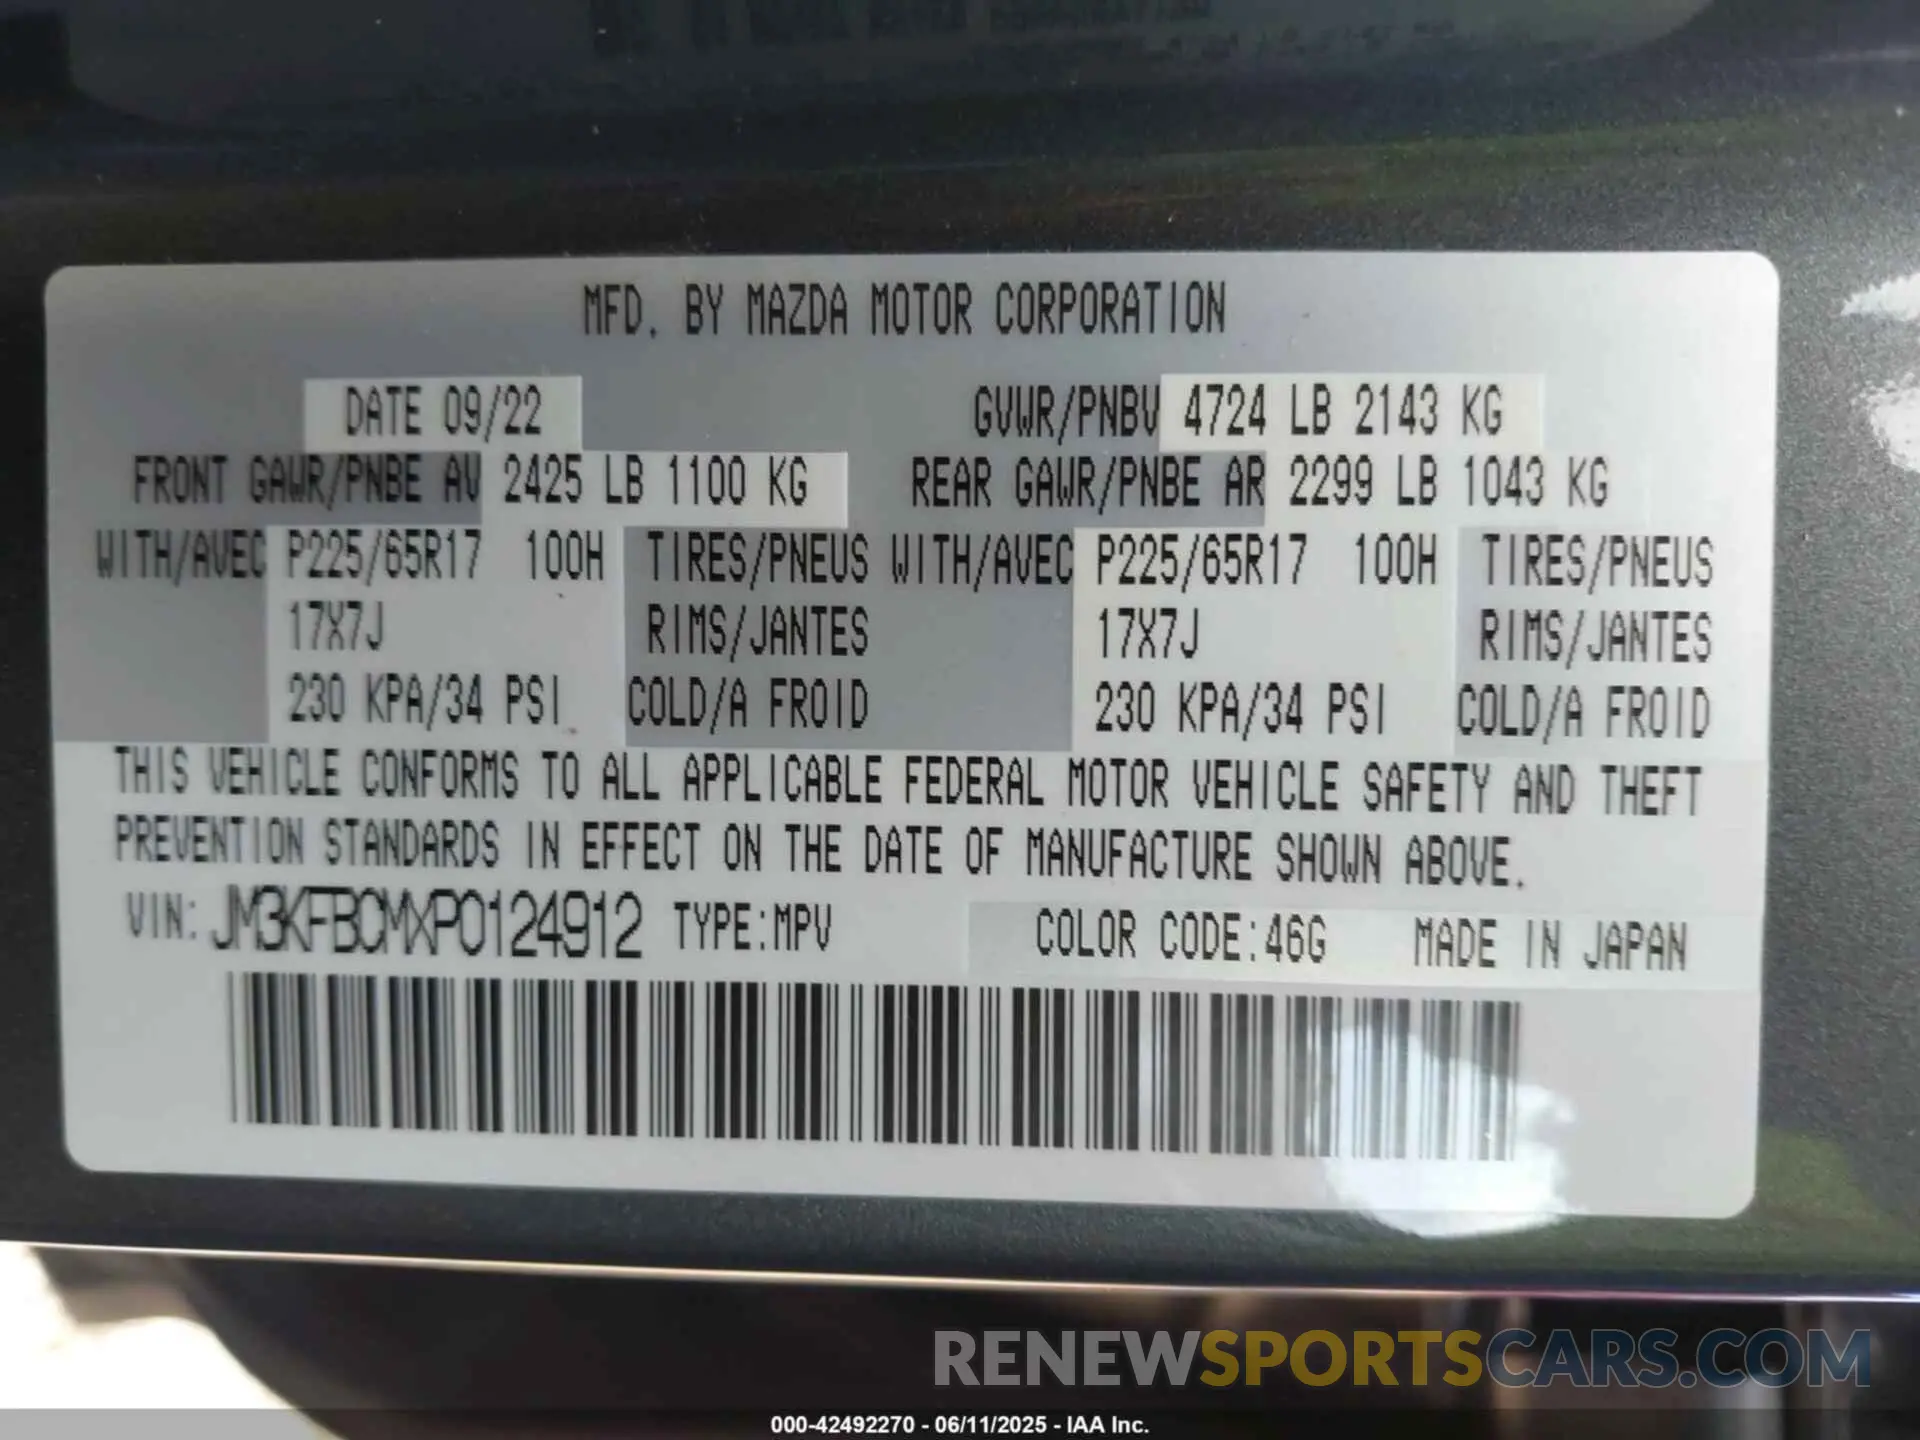 MFD. BY MAZDA MOTOR CORPORATION
DATE 09/22 GVWR/PNBV 4724 LB 2143 KG
FRONT GAWR/PNBE AV 2425 LB 1100 KG REAR GAWR/PNBE AR 2299 LB 1043 KG
WITH/AVEC P225/65R17 100H TIRES/PNEUS WITH/AVEC P225/65R17 100H TIRES/PNEUS
17X7J RIMS/JANTES 17X7J RIMS/JANTES
230 KPA/34 PSI COLD/A FROID 230 KPA/34 PSI COLD/A FROID
THIS VEHICLE CONFORMS TO ALL APPLICABLE FEDERAL MOTOR VEHICLE SAFETY AND THEFT
PREVENTION STANDARDS IN EFFECT ON THE DATE OF MANUFACTURE SHOWN ABOVE.
VIN: JM3KFBCMXP0124912 TYPE:MPV COLOR CODE:46G MADE IN JAPAN
RENEWSPORTSCARS.COM
000-42492270 - 06/11/2025 - IAA Inc.